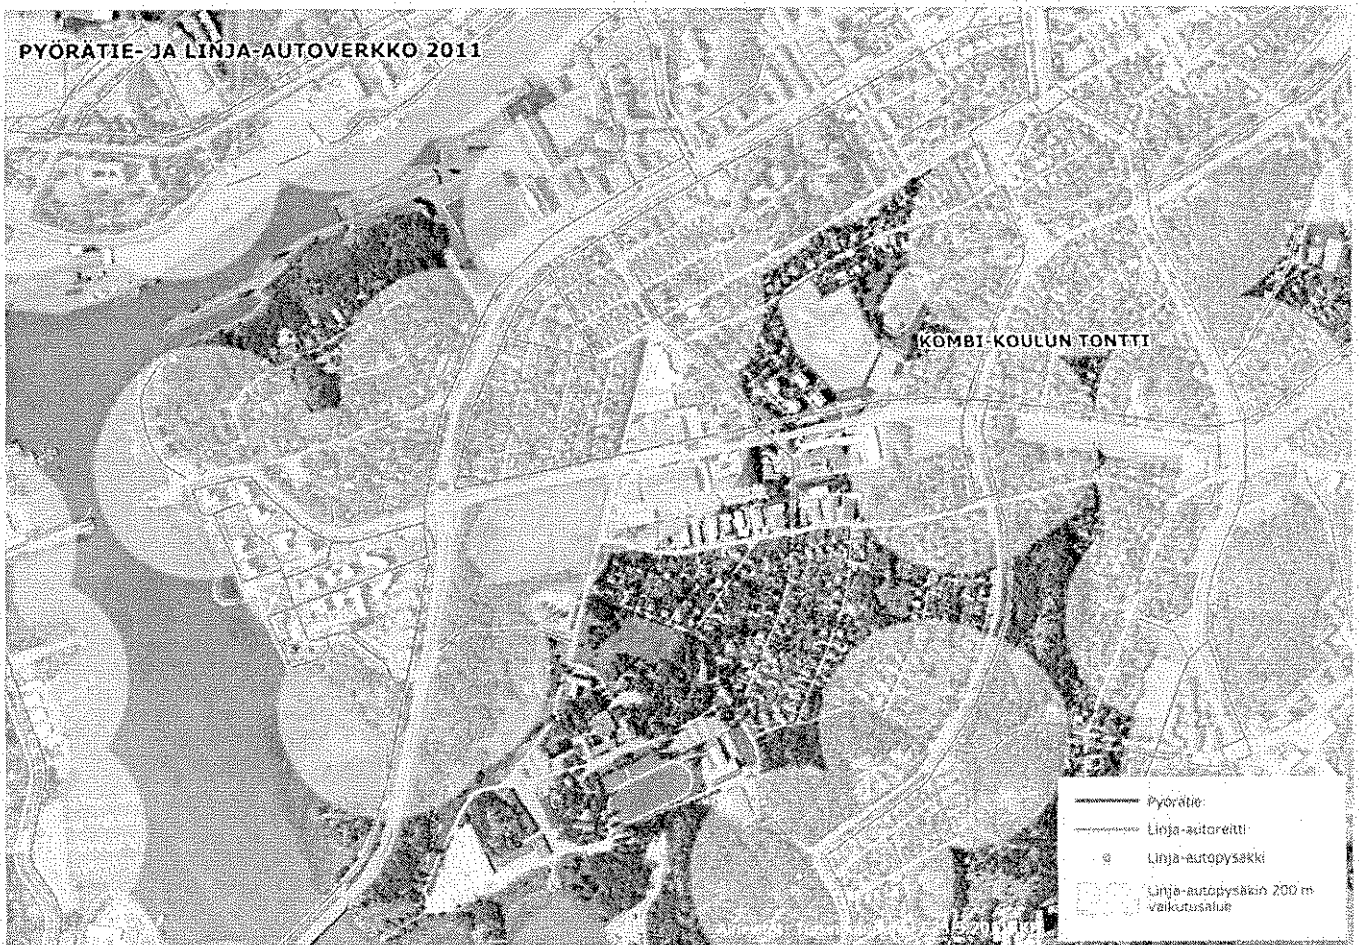 PYÖRÄTIE- JA LINJA-AUTOVERKKO 2011
KOMBI-KOULUN TONTTI
Pyörätie
Linja-autoreitti
Linja-autopysäkki
Linja-autopysäkin 200 m
vaikutusalue